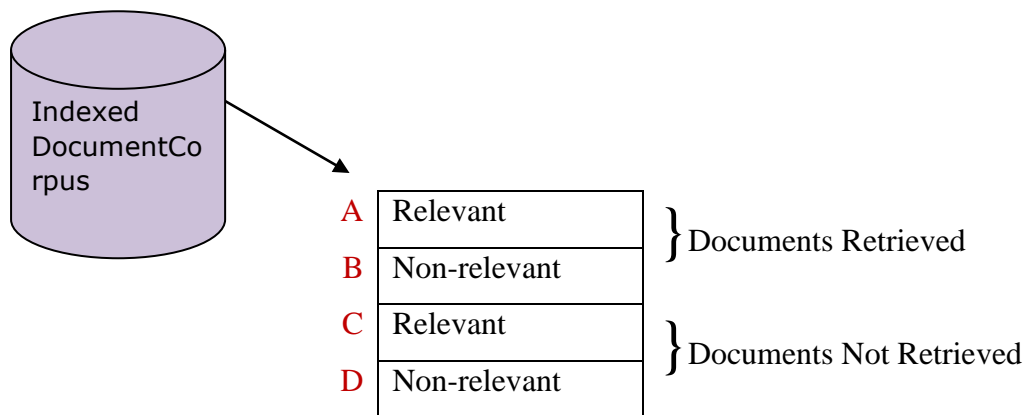 Indexed
DocumentCo
rpus
A Relevant
} Documents Retrieved
B Non-relevant
C Relevant
} Documents Not Retrieved
D Non-relevant